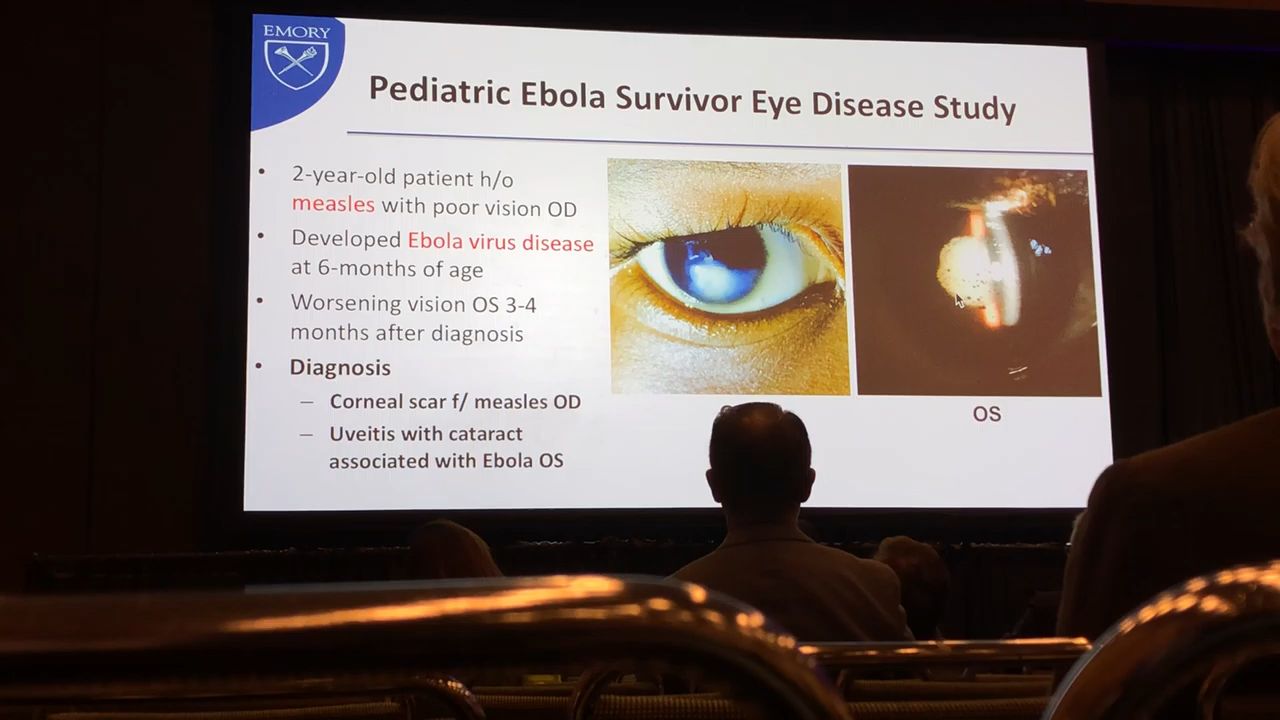 EMORY
Pediatric Ebola Survivor Eye Disease Study
• 2-year-old patient h/o
measles with poor vision OD
• Developed Ebola virus disease
at 6-months of age
• Worsening vision OS 3-4
months after diagnosis
• Diagnosis
– Corneal scar f/ measles OD
– Uveitis with cataract
associated with Ebola OS
OS